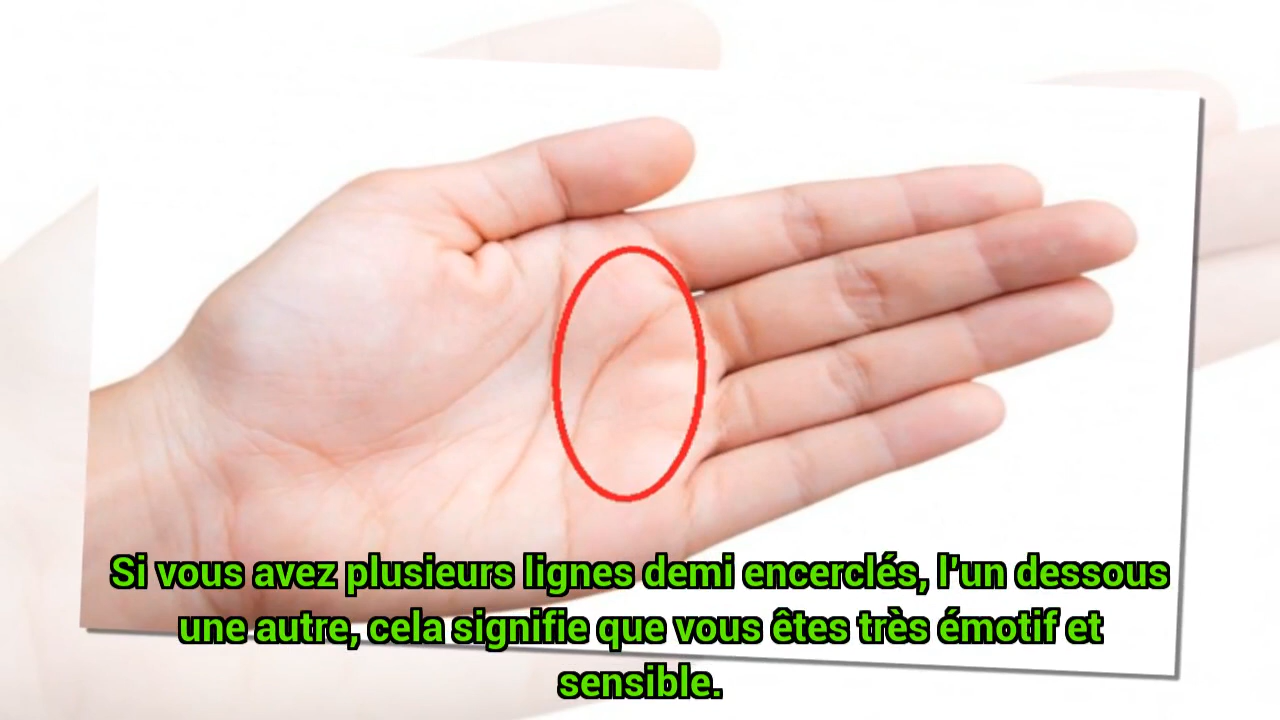 Si vous avez plusieurs lignes demi encerclés, l'un dessous
une autre, cela signifie que vous êtes très émotif et
sensible.